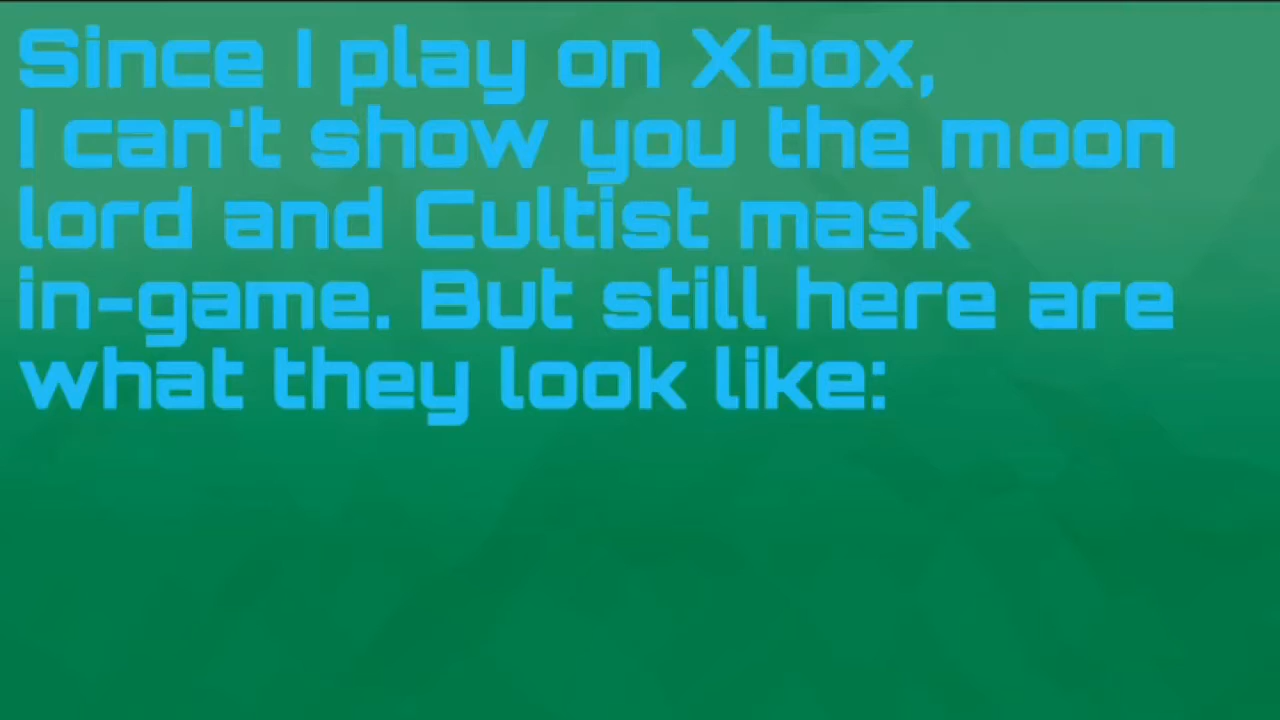 Since I play on Xbox,
I can't show you the moon
lord and Cultist mask
in-game. But still here are
what they look like: